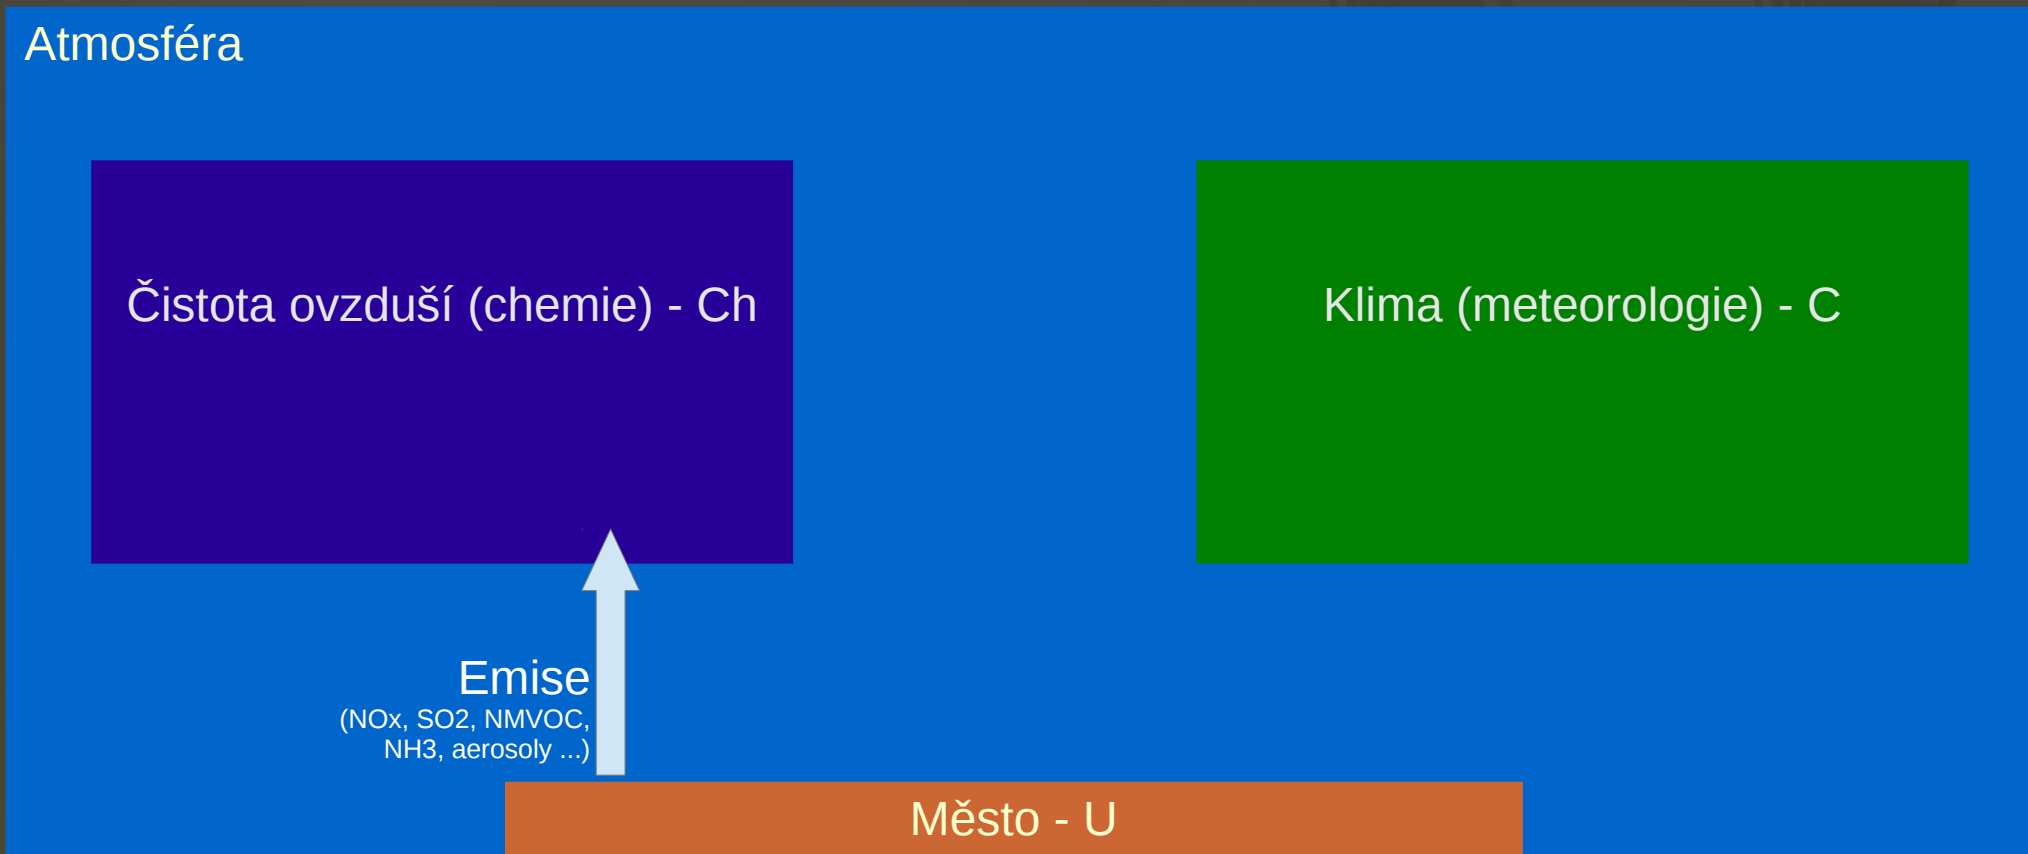 Atmosféra
Čistota ovzduší (chemie) - Ch
Klima (meteorologie) - C
Emise
(NOx, SO2, NMVOC,
NH3, aerosoly ...)
Město - U